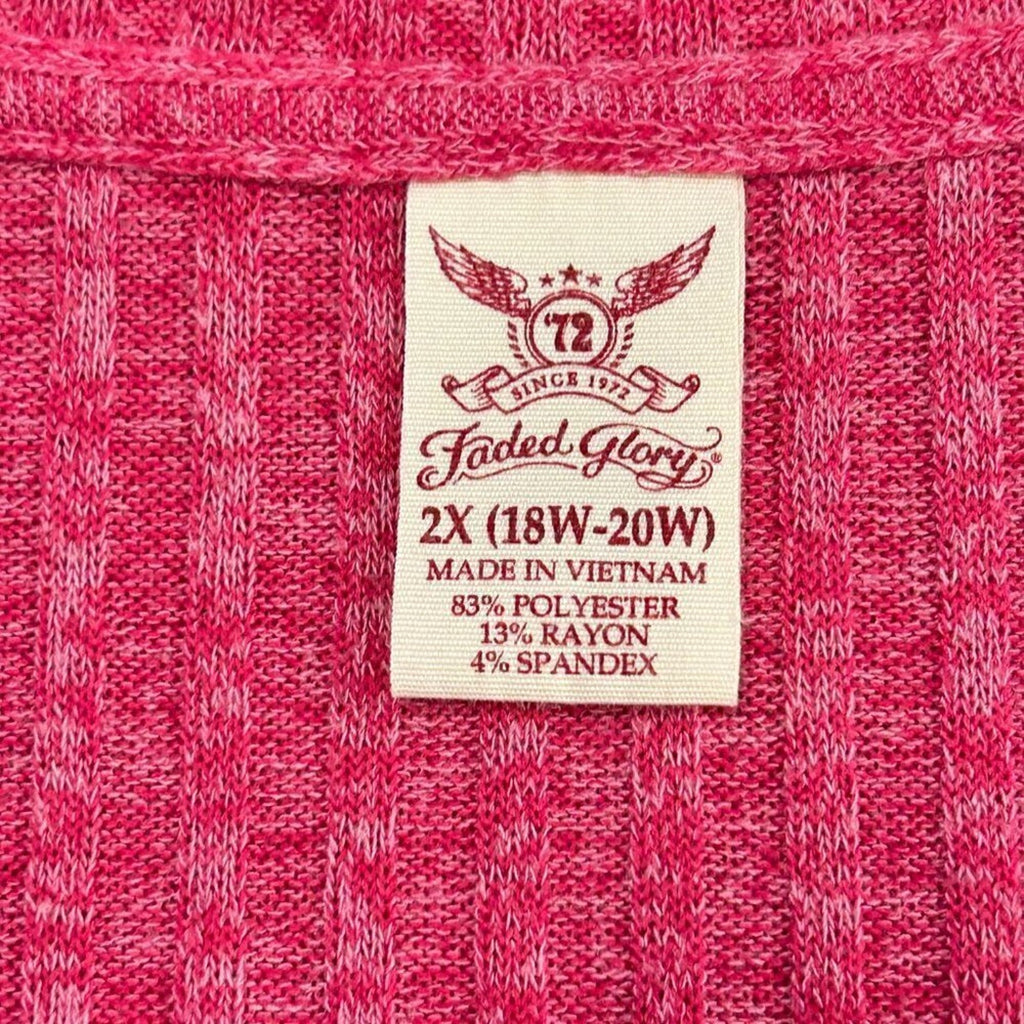 '72
SINCE 1972
Faded Glory®
2X (18W-20W)
MADE IN VIETNAM
83% POLYESTER
13% RAYON
4% SPANDEX